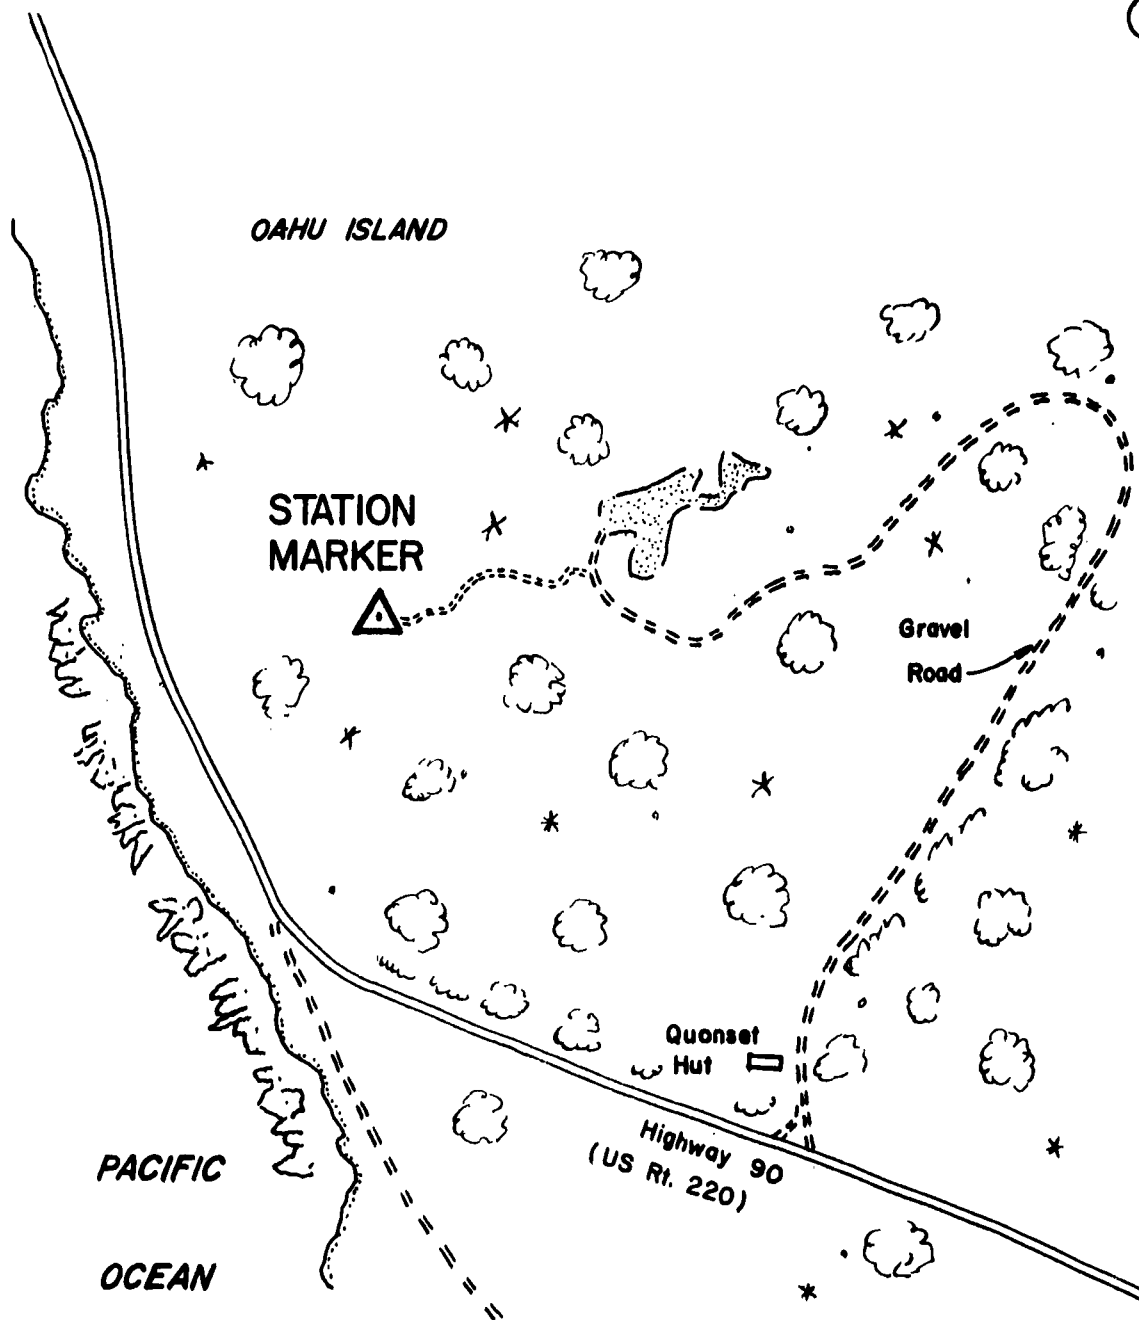 OAHU ISLAND
STATION
MARKER
Gravel
Road
Quonset
Hut
Highway 90
(US Rt. 220)
PACIFIC
OCEAN